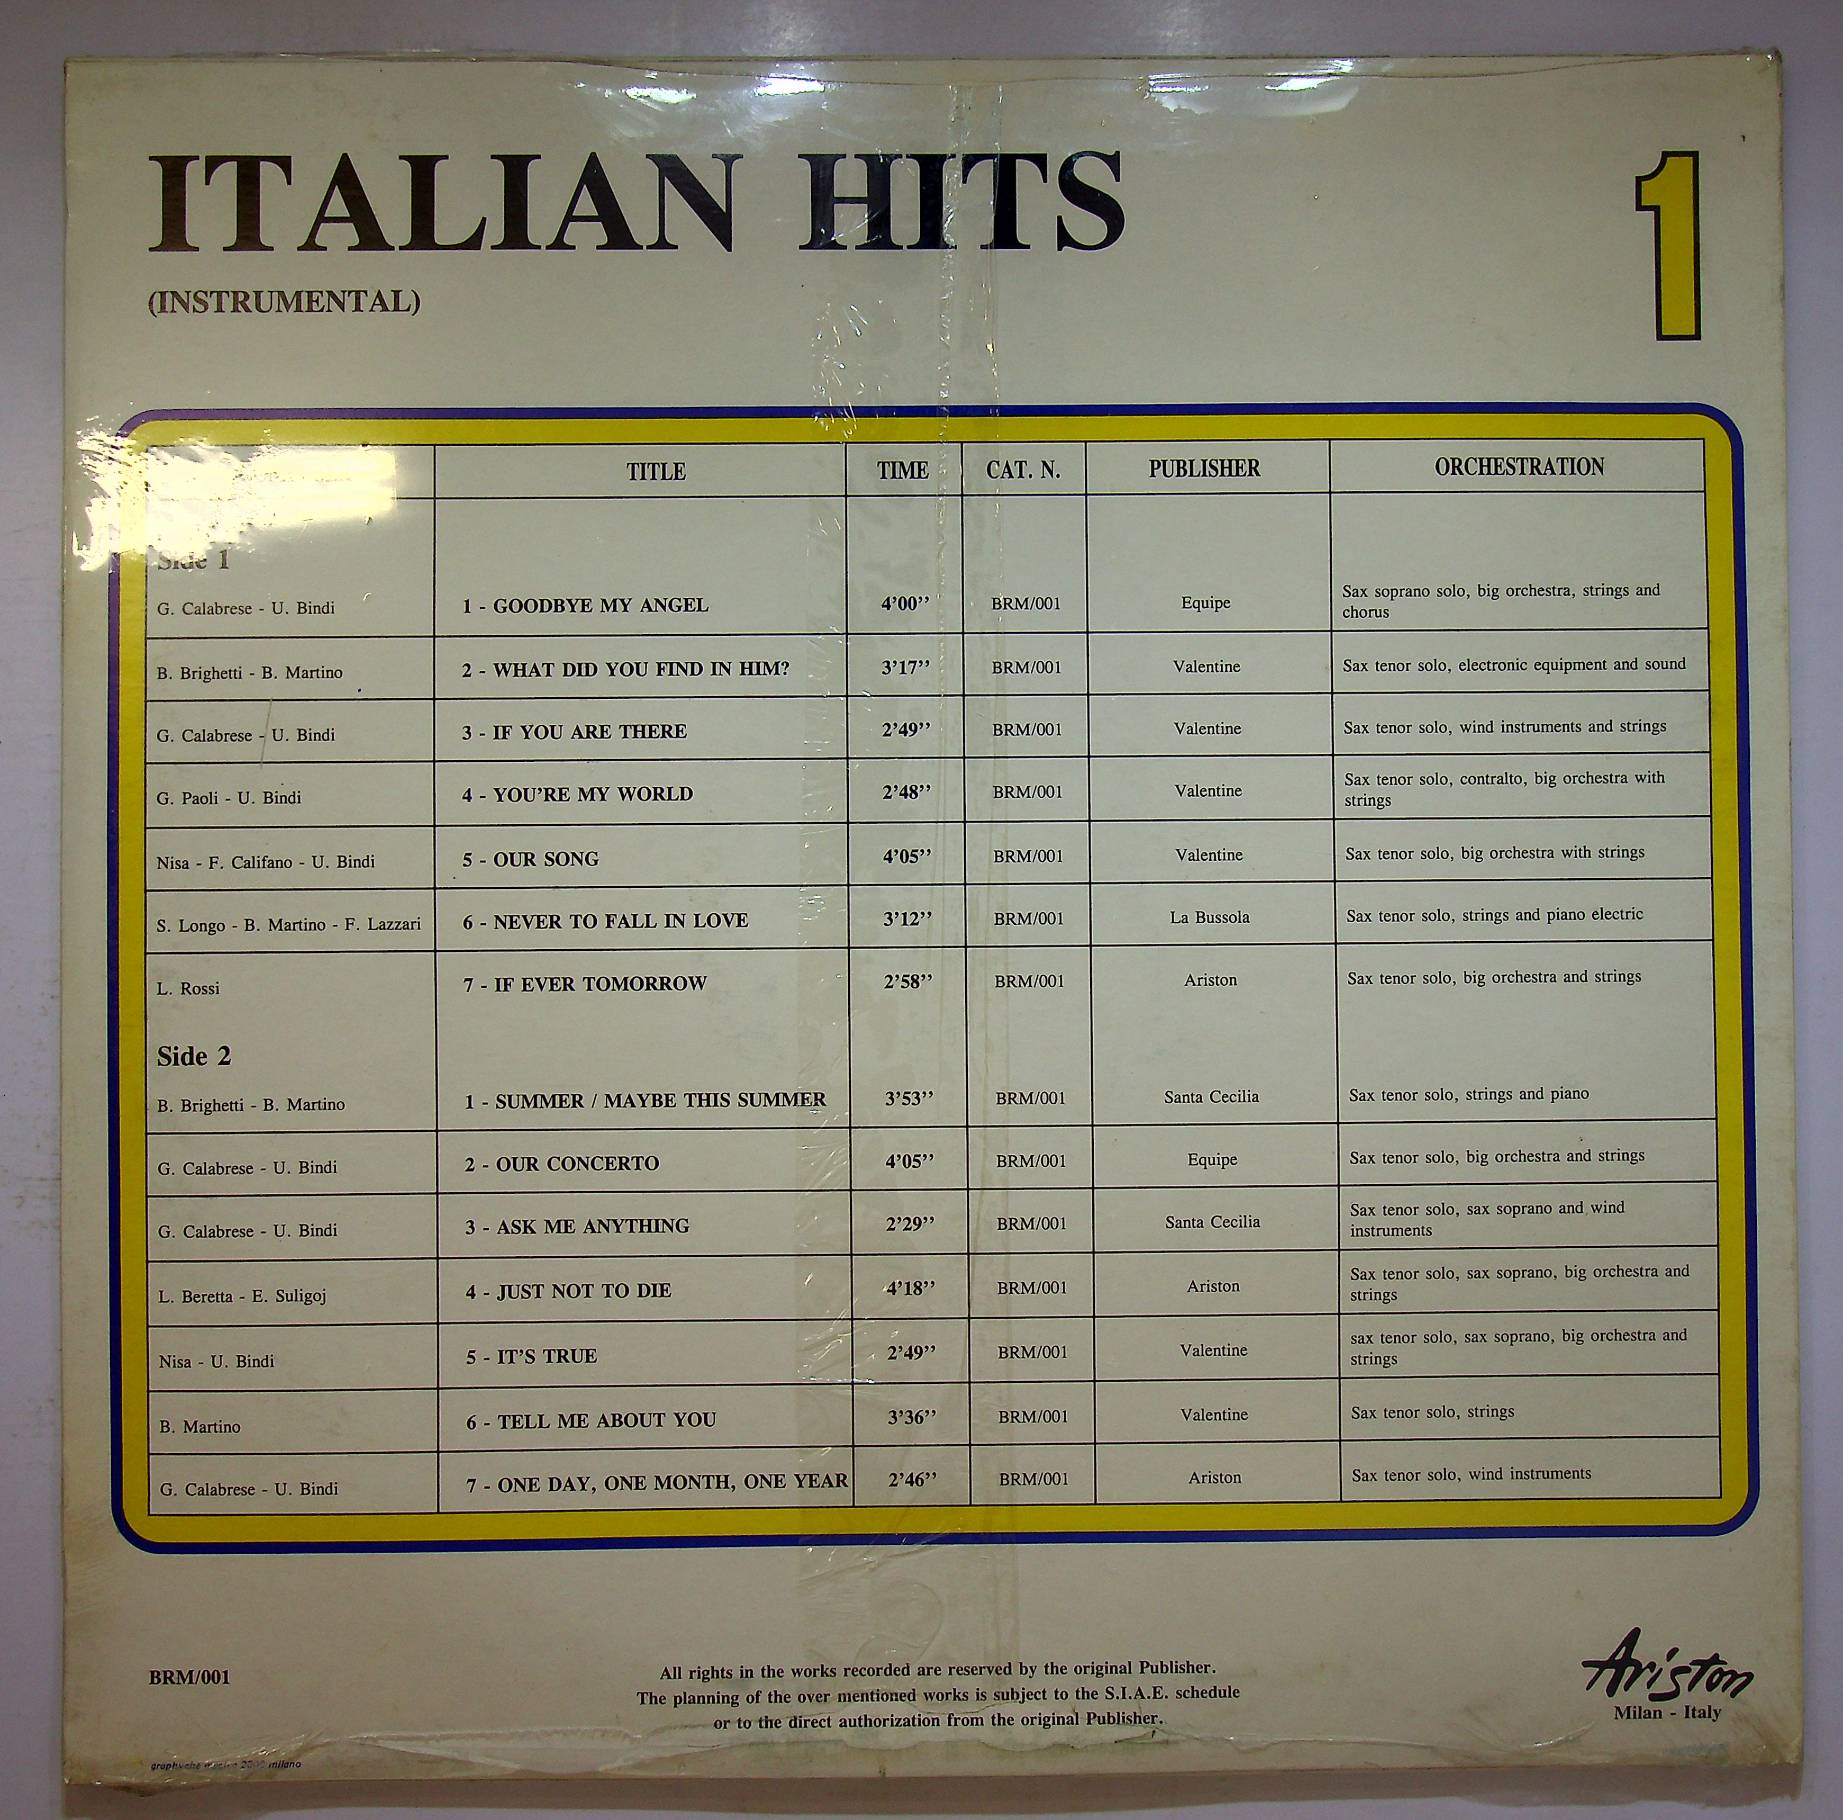 ITALIAN HITS
1
(INSTRUMENTAL)
TITLE TIME CAT. N. PUBLISHER ORCHESTRATION
Side 1
G. Calabrese - U. Bindi 1 - GOODBYE MY ANGEL 4'00'' BRM/001 Equipe Sax soprano solo, big orchestra, strings and
chorus
B. Brighetti - B. Martino 2 - WHAT DID YOU FIND IN HIM? 3'17'' BRM/001 Valentine Sax tenor solo, electronic equipment and sound
G. Calabrese - U. Bindi 3 - IF YOU ARE THERE 2'49'' BRM/001 Valentine Sax tenor solo, wind instruments and strings
G. Paoli - U. Bindi 4 - YOU'RE MY WORLD 2'48'' BRM/001 Valentine Sax tenor solo, contralto, big orchestra with
strings
Nisa - F. Califano - U. Bindi 5 - OUR SONG 4'05'' BRM/001 Valentine Sax tenor solo, big orchestra with strings
S. Longo - B. Martino - F. Lazzari 6 - NEVER TO FALL IN LOVE 3'12'' BRM/001 La Bussola Sax tenor solo, strings and piano electric
L. Rossi 7 - IF EVER TOMORROW 2'58'' BRM/001 Ariston Sax tenor solo, big orchestra and strings
Side 2
B. Brighetti - B. Martino 1 - SUMMER / MAYBE THIS SUMMER 3'53'' BRM/001 Santa Cecilia Sax tenor solo, strings and piano
G. Calabrese - U. Bindi 2 - OUR CONCERTO 4'05'' BRM/001 Equipe Sax tenor solo, big orchestra and strings
G. Calabrese - U. Bindi 3 - ASK ME ANYTHING 2'29'' BRM/001 Santa Cecilia Sax tenor solo, sax soprano and wind
instruments
L. Beretta - E. Suligoj 4 - JUST NOT TO DIE 4'18'' BRM/001 Ariston Sax tenor solo, sax soprano, big orchestra and
strings
Nisa - U. Bindi 5 - IT'S TRUE 2'49'' BRM/001 Valentine sax tenor solo, sax soprano, big orchestra and
strings
B. Martino 6 - TELL ME ABOUT YOU 3'36'' BRM/001 Valentine Sax tenor solo, strings
G. Calabrese - U. Bindi 7 - ONE DAY, ONE MONTH, ONE YEAR 2'46'' BRM/001 Ariston Sax tenor solo, wind instruments
BRM/001
All rights in the works recorded are reserved by the original Publisher.
The planning of the over mentioned works is subject to the S.I.A.E. schedule
or to the direct authorization from the original Publisher.
Ariston
Milan - Italy
milano